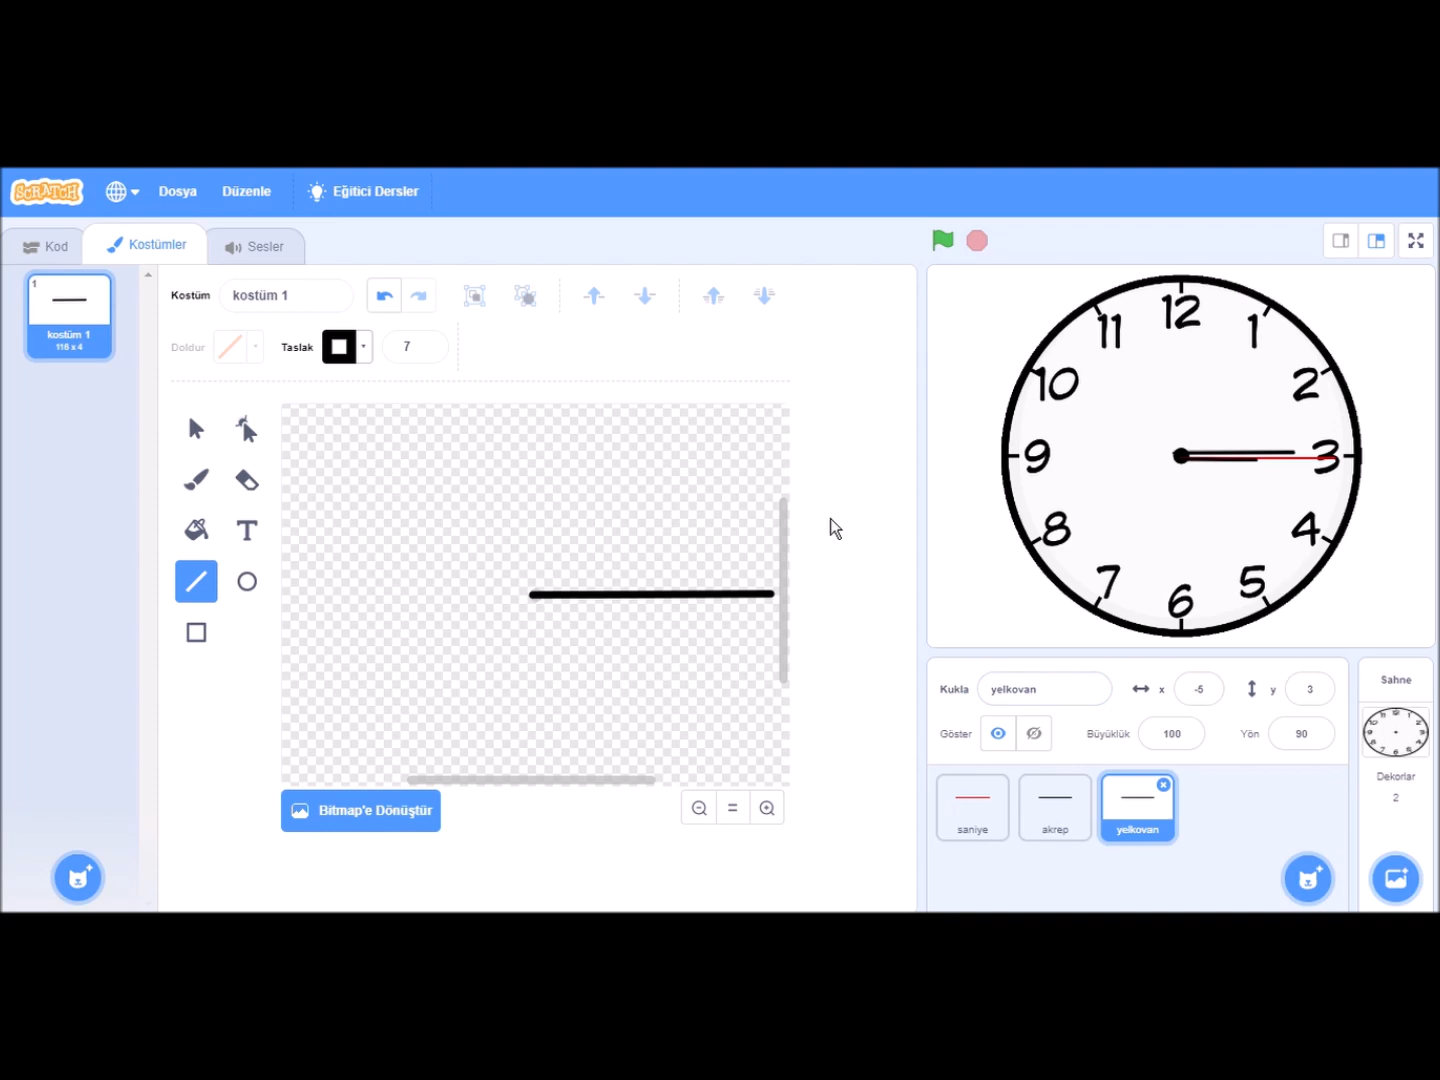 SCRATCH Dosya Düzenle Eğitici Dersler
Kod Kostümler Sesler
1
kostüm 1
116 x 4
Kostüm kostüm 1
Doldur Taslak 7
T
Bitmap'e Dönüştür
12
1
2
3
4
5
6
7
8
9
10
11
Kukla yelkovan x -5 y 3
Göster Büyüklük 100 Yön 90
saniye akrep yelkovan
Sahne
Dekorlar
2